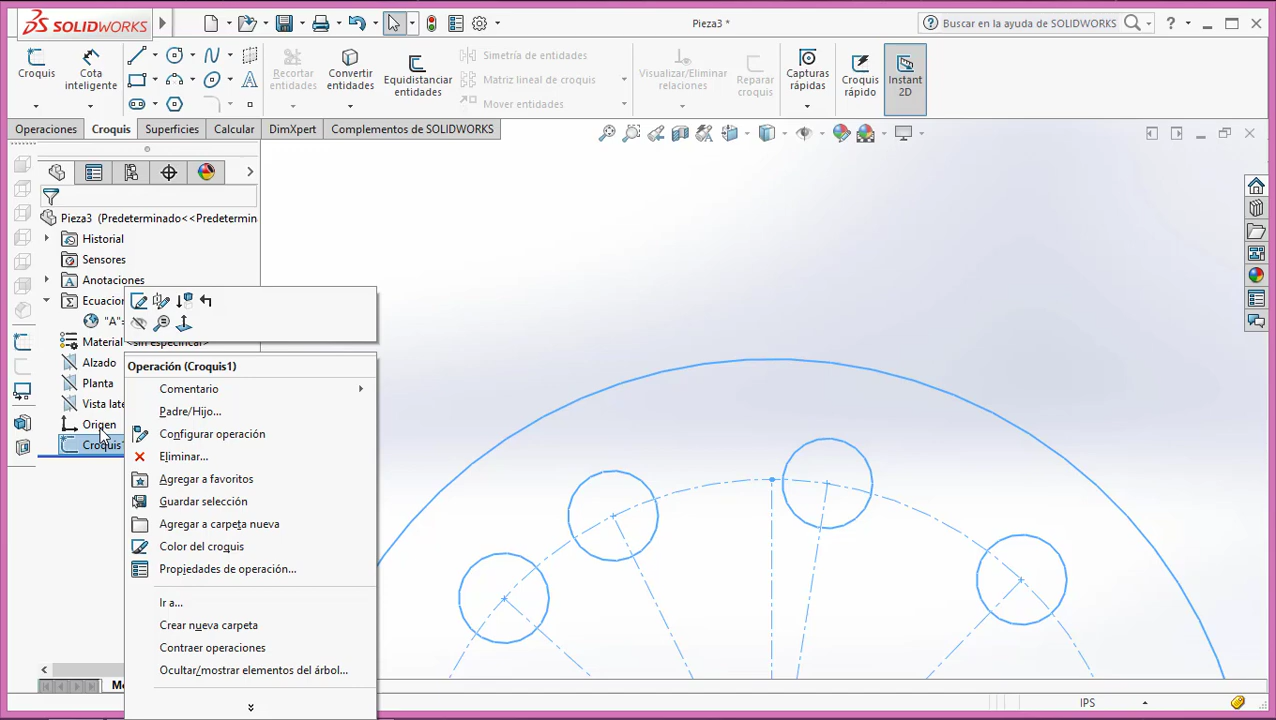 SOLIDWORKS
Pieza3 *
Buscar en la ayuda de SOLIDWORKS
?
Croquis
Cota inteligente
Recortar entidades
Convertir entidades
Equidistanciar entidades
Simetría de entidades
Matriz lineal de croquis
Mover entidades
Visualizar/Eliminar relaciones
Reparar croquis
Capturas rápidas
Croquis rápido
Instant 2D
Operaciones
Croquis
Superficies
Calcular
DimXpert
Complementos de SOLIDWORKS
Pieza3 (Predeterminado<<Predetermin
Historial
Sensores
Anotaciones
Ecuacion
"A"=
Material <sin especificar>
Alzado
Planta
Vista late
Origen
Croquis1
Operación (Croquis1)
Comentario
Padre/Hijo...
Configurar operación
Eliminar...
Agregar a favoritos
Guardar selección
Agregar a carpeta nueva
Color del croquis
Propiedades de operación...
Ir a...
Crear nueva carpeta
Contraer operaciones
Ocultar/mostrar elementos del árbol...
Mo
IPS